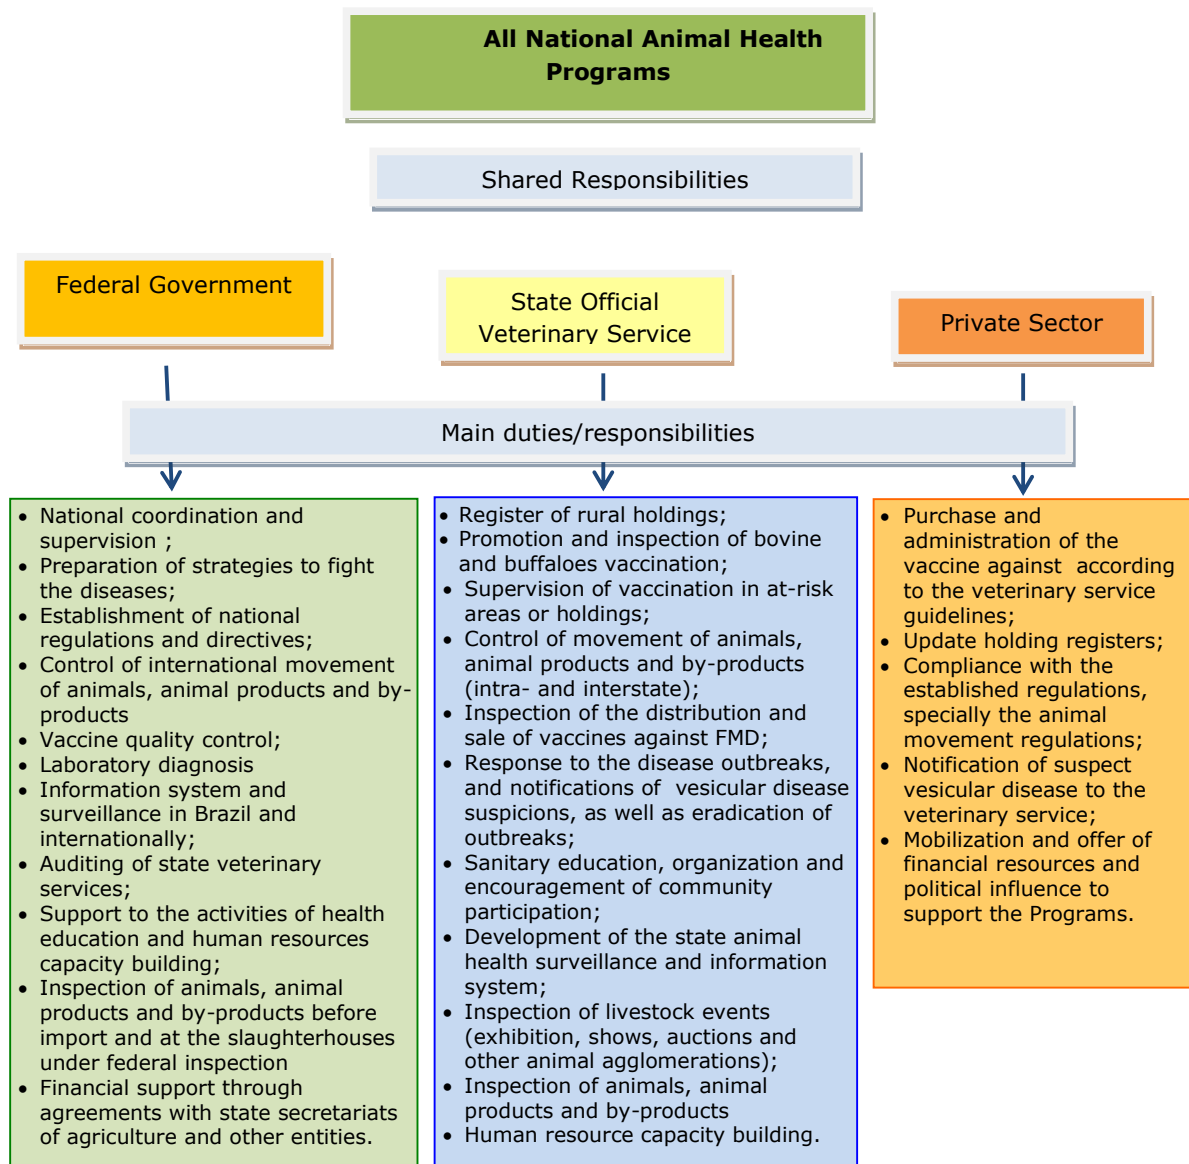 All National Animal Health
Programs
Shared Responsibilities
Federal Government
State Official
Veterinary Service
Private Sector
Main duties/responsibilities
• National coordination and
supervision ;
• Preparation of strategies to fight
the diseases;
• Establishment of national
regulations and directives;
• Control of international movement
of animals, animal products and by-
products
• Vaccine quality control;
• Laboratory diagnosis
• Information system and
surveillance in Brazil and
internationally;
• Auditing of state veterinary
services;
• Support to the activities of health
education and human resources
capacity building;
• Inspection of animals, animal
products and by-products before
import and at the slaughterhouses
under federal inspection
• Financial support through
agreements with state secretariats
of agriculture and other entities.
• Register of rural holdings;
• Promotion and inspection of bovine
and buffaloes vaccination;
• Supervision of vaccination in at-risk
areas or holdings;
• Control of movement of animals,
animal products and by-products
(intra- and interstate);
• Inspection of the distribution and
sale of vaccines against FMD;
• Response to the disease outbreaks,
and notifications of vesicular disease
suspicions, as well as eradication of
outbreaks;
• Sanitary education, organization and
encouragement of community
participation;
• Development of the state animal
health surveillance and information
system;
• Inspection of livestock events
(exhibition, shows, auctions and
other animal agglomerations);
• Inspection of animals, animal
products and by-products
• Human resource capacity building.
• Purchase and
administration of the
vaccine against according
to the veterinary service
guidelines;
• Update holding registers;
• Compliance with the
established regulations,
specially the animal
movement regulations;
• Notification of suspect
vesicular disease to the
veterinary service;
• Mobilization and offer of
financial resources and
political influence to
support the Programs.